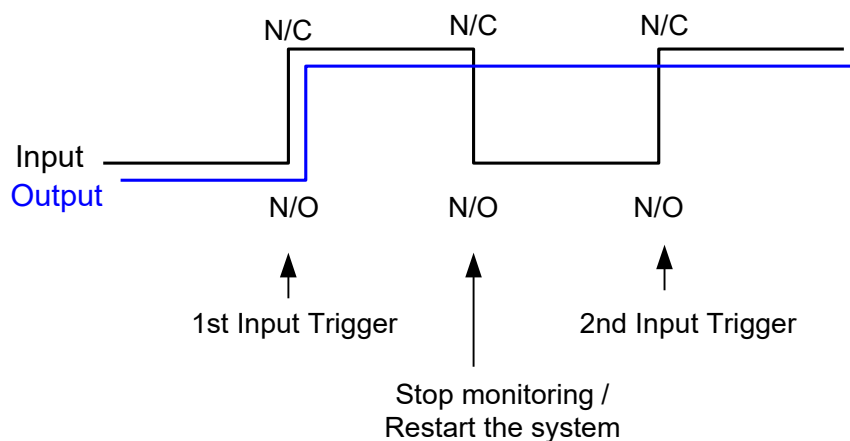 N/C N/C N/C
Input
Output
N/O N/O N/O
1st Input Trigger 2nd Input Trigger
Stop monitoring /
Restart the system